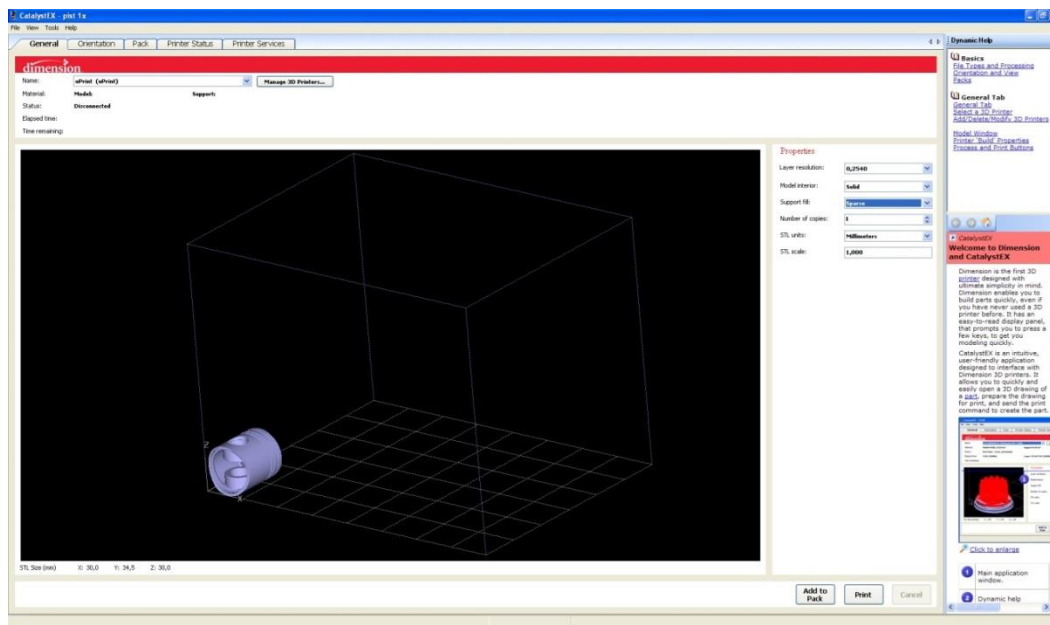 CatalystEX - pist 1x
File View Tools Help
General Orientation Pack Printer Status Printer Services
dimension
Name: uPrint (uPrint) Manage 3D Printers...
Material: Model: Support:
Status: Disconnected
Elapsed time:
Time remaining:
Properties
Layer resolution: 0,2540
Model interior: Solid
Support fill: Sparse
Number of copies: 1
STL units: Millimeters
STL scale: 1,000
Z
X
STL Size (mm) X: 30,0 Y: 34,5 Z: 30,0
Add to
Pack
Print
Cancel
Dynamic Help
Basics
File Types and Processing
Orientation and View
Packs
General Tab
General Tab
Select a 3D Printer
Add/Delete/Modify 3D Printers
Model Window
Printer 'Build' Properties
Process and Print Buttons
CatalystEX
Welcome to Dimension
and CatalystEX
Dimension is the first 3D
printer designed with
ultimate simplicity in mind.
Dimension enables you to
build parts quickly, even if
you have never used a 3D
printer before. It has an
easy-to-read display panel,
that prompts you to press a
few keys, to get you
modeling quickly.
CatalystEX is an intuitive,
user-friendly application
designed to interface with
Dimension 3D printers. It
allows you to quickly and
easily open a 3D drawing of
a part, prepare the drawing
for print, and send the print
command to create the part.
Click to enlarge
1 Main application
window.
2 Dynamic help